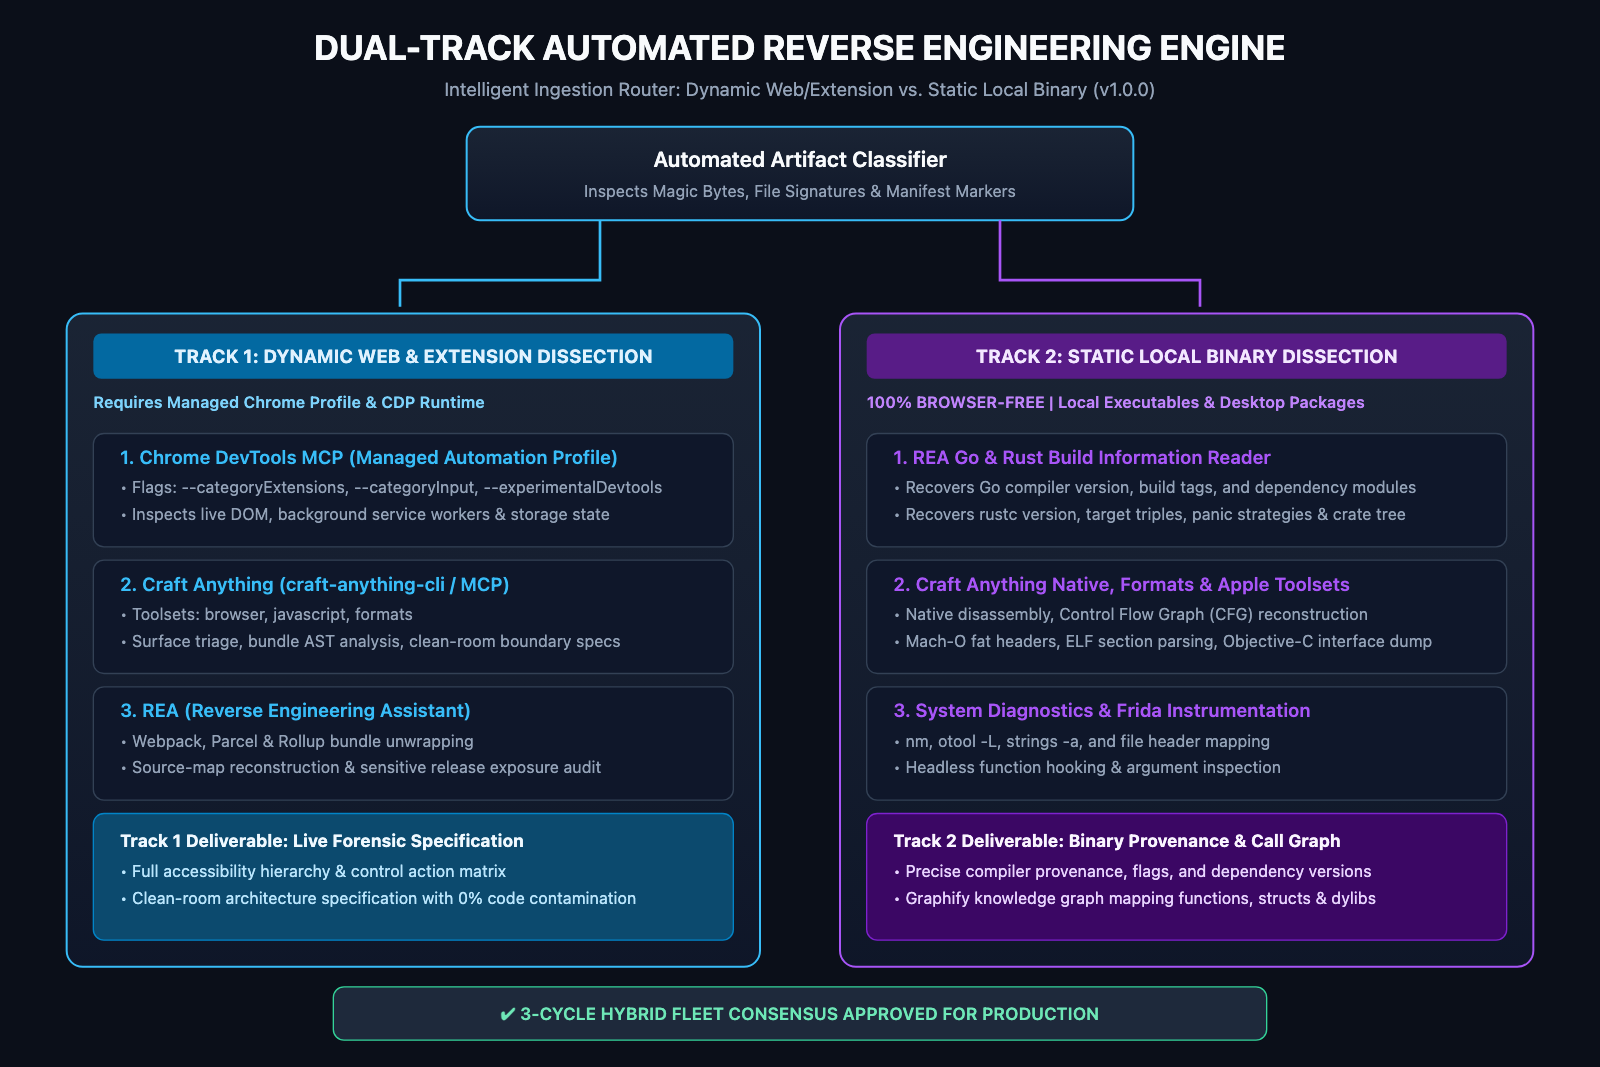 DUAL-TRACK AUTOMATED REVERSE ENGINEERING ENGINE
Intelligent Ingestion Router: Dynamic Web/Extension vs. Static Local Binary (v1.0.0)
Automated Artifact Classifier
Inspects Magic Bytes, File Signatures & Manifest Markers
TRACK 1: DYNAMIC WEB & EXTENSION DISSECTION
Requires Managed Chrome Profile & CDP Runtime
1. Chrome DevTools MCP (Managed Automation Profile)
• Flags: --categoryExtensions, --categoryInput, --experimentalDevtools
• Inspects live DOM, background service workers & storage state
2. Craft Anything (craft-anything-cli / MCP)
• Toolsets: browser, javascript, formats
• Surface triage, bundle AST analysis, clean-room boundary specs
3. REA (Reverse Engineering Assistant)
• Webpack, Parcel & Rollup bundle unwrapping
• Source-map reconstruction & sensitive release exposure audit
Track 1 Deliverable: Live Forensic Specification
• Full accessibility hierarchy & control action matrix
• Clean-room architecture specification with 0% code contamination
TRACK 2: STATIC LOCAL BINARY DISSECTION
100% BROWSER-FREE | Local Executables & Desktop Packages
1. REA Go & Rust Build Information Reader
• Recovers Go compiler version, build tags, and dependency modules
• Recovers rustc version, target triples, panic strategies & crate tree
2. Craft Anything Native, Formats & Apple Toolsets
• Native disassembly, Control Flow Graph (CFG) reconstruction
• Mach-O fat headers, ELF section parsing, Objective-C interface dump
3. System Diagnostics & Frida Instrumentation
• nm, otool -L, strings -a, and file header mapping
• Headless function hooking & argument inspection
Track 2 Deliverable: Binary Provenance & Call Graph
• Precise compiler provenance, flags, and dependency versions
• Graphify knowledge graph mapping functions, structs & dylibs
✔ 3-CYCLE HYBRID FLEET CONSENSUS APPROVED FOR PRODUCTION